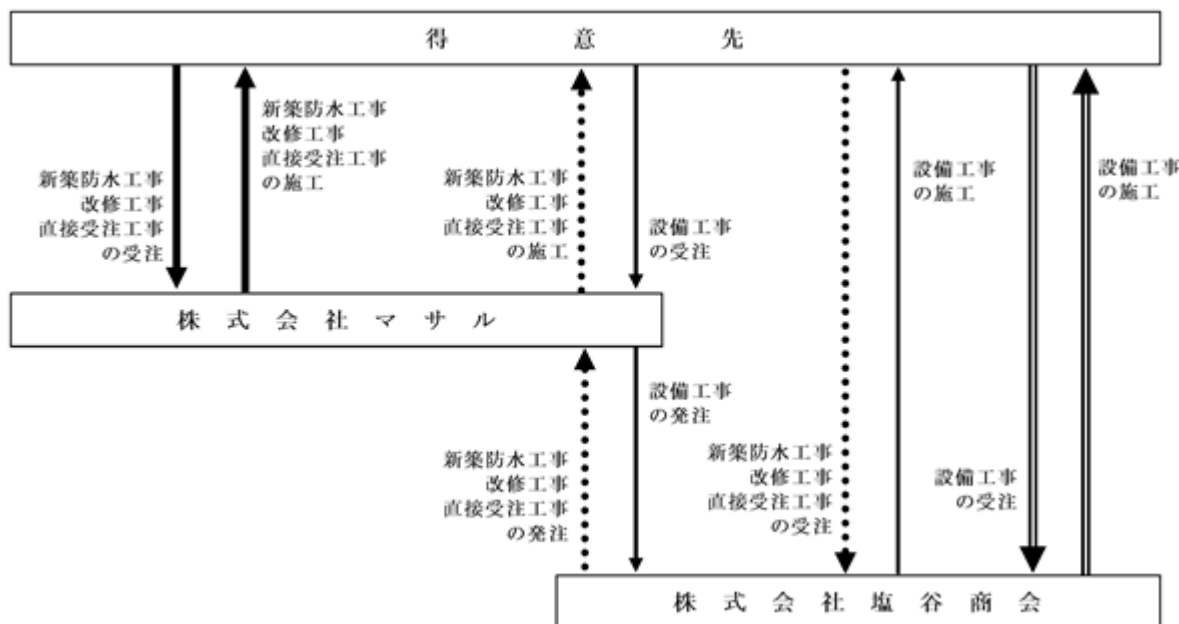 得意先
新築防水工事
改修工事
直接受注工事
の受注
新築防水工事
改修工事
直接受注工事
の施工
新築防水工事
改修工事
直接受注工事
の施工
設備工事
の受注
設備工事
の施工
設備工事
の施工
株式会社マサル
新築防水工事
改修工事
直接受注工事
の発注
設備工事
の発注
新築防水工事
改修工事
直接受注工事
の受注
設備工事
の受注
株式会社塩谷商会